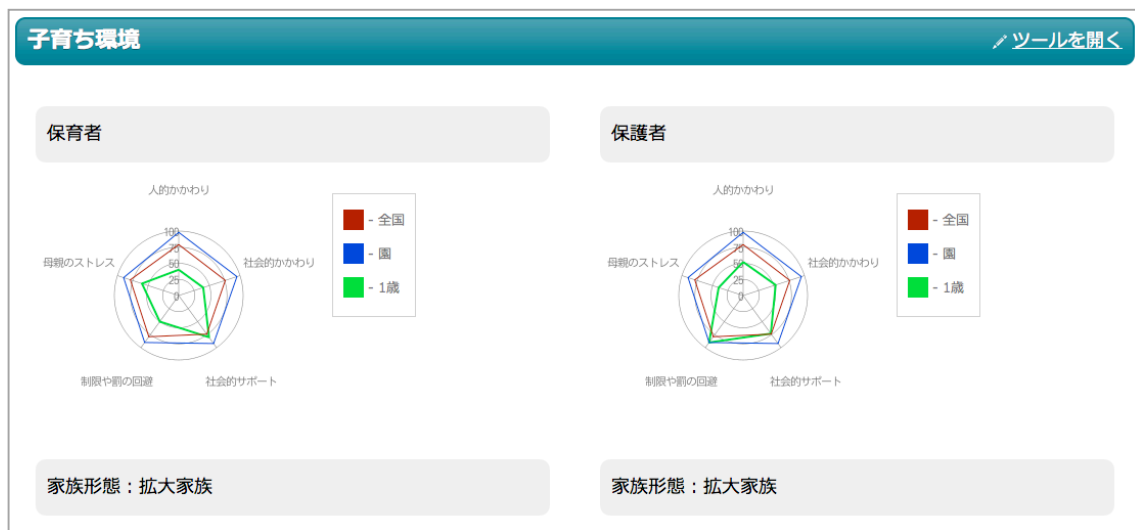 子育ち環境
ツールを開く
保育者
人的かかわり
100
75
50
25
0
母親のストレス
社会的かかわり
制限や罰の回避
社会的サポート
- 全国
- 園
- 1歳
保護者
人的かかわり
100
75
50
25
0
母親のストレス
社会的かかわり
制限や罰の回避
社会的サポート
- 全国
- 園
- 1歳
家族形態：拡大家族
家族形態：拡大家族